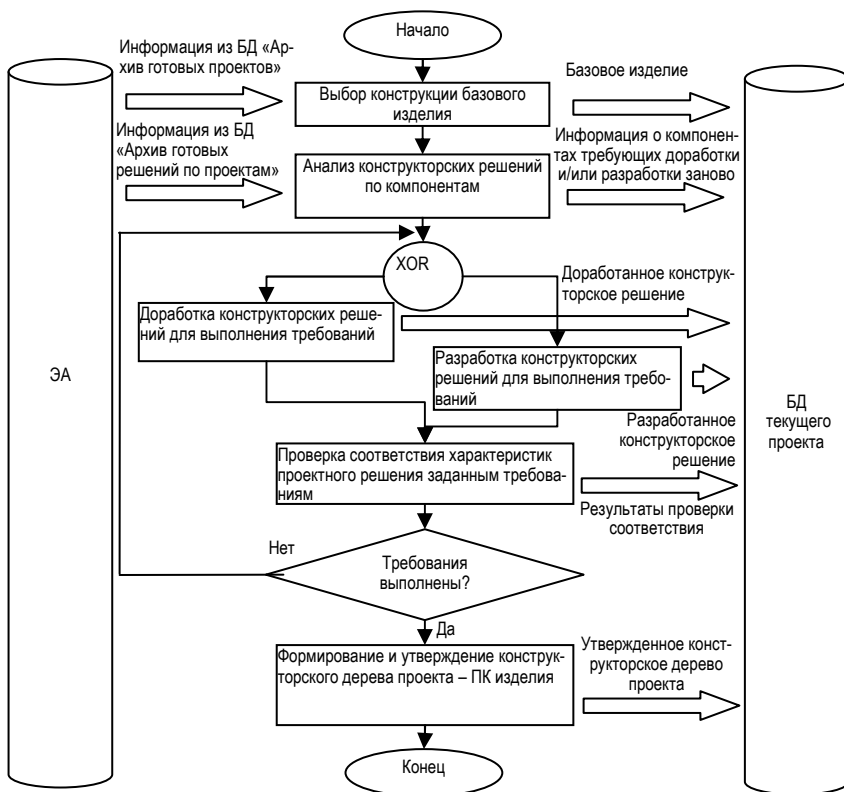 Начало
Информация из БД «Ар-
хив готовых проектов»
Выбор конструкции базового
изделия
Базовое изделие
Информация из БД
«Архив готовых
решений по проектам»
Анализ конструкторских решений
по компонентам
Информация о компонен-
тах требующих доработки
и/или разработки заново
XOR
Доработанное конструк-
торское решение
Доработка конструкторских реше-
ний для выполнения требований
Разработка конструкторских
решений для выполнения требо-
ваний
ЭА
БД
текущего
проекта
Разработанное
конструкторское
решение
Проверка соответствия характеристик
проектного решения заданным требова-
ниям
Результаты проверки
соответствия
Нет
Требования
выполнены?
Да
Формирование и утверждение конструк-
торского дерева проекта – ПК изделия
Утвержденное конст-
рукторское дерево
проекта
Конец